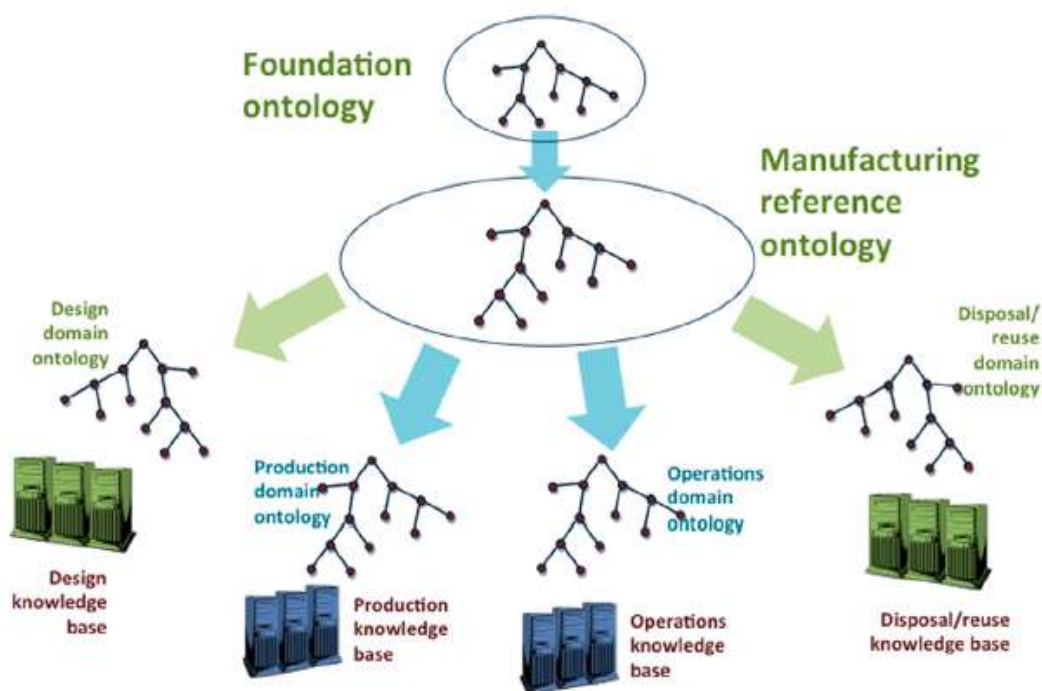 Foundation
ontology
Manufacturing
reference
ontology
Design
domain
ontology
Disposal/
reuse
domain
ontology
Production
domain
ontology
Operations
domain
ontology
Design
knowledge
base
Production
knowledge
base
Operations
knowledge
base
Disposal/reuse
knowledge base